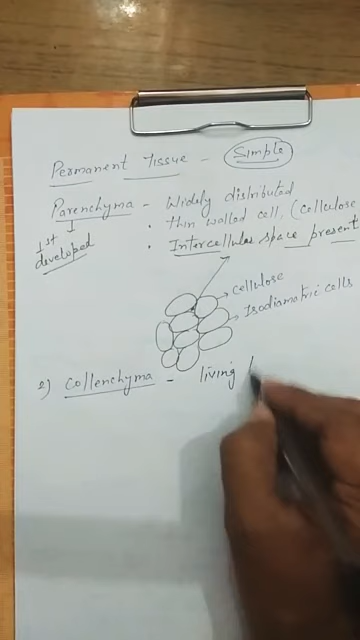 Permanent Tissue - Simple
Parenchyma - Widely distributed
1st developed
. Thin walled cell, (cellulose
. Intercellular space present
cellulose
Isodiametric cells
2) Collenchyma - living